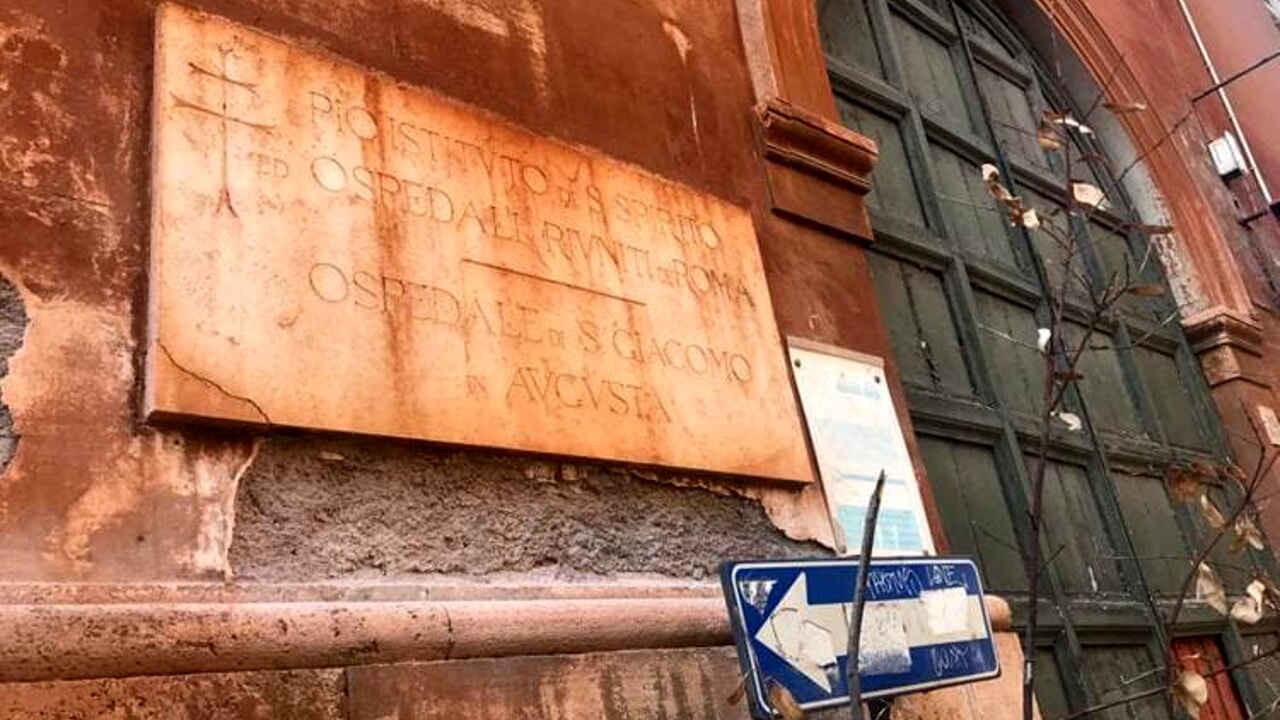 PIO ISTITVTO DI S. SPIRITO
ED OSPEDALI RIVNITI DI ROMA
OSPEDALE DI S. GIACOMO
IN AVGVSTA